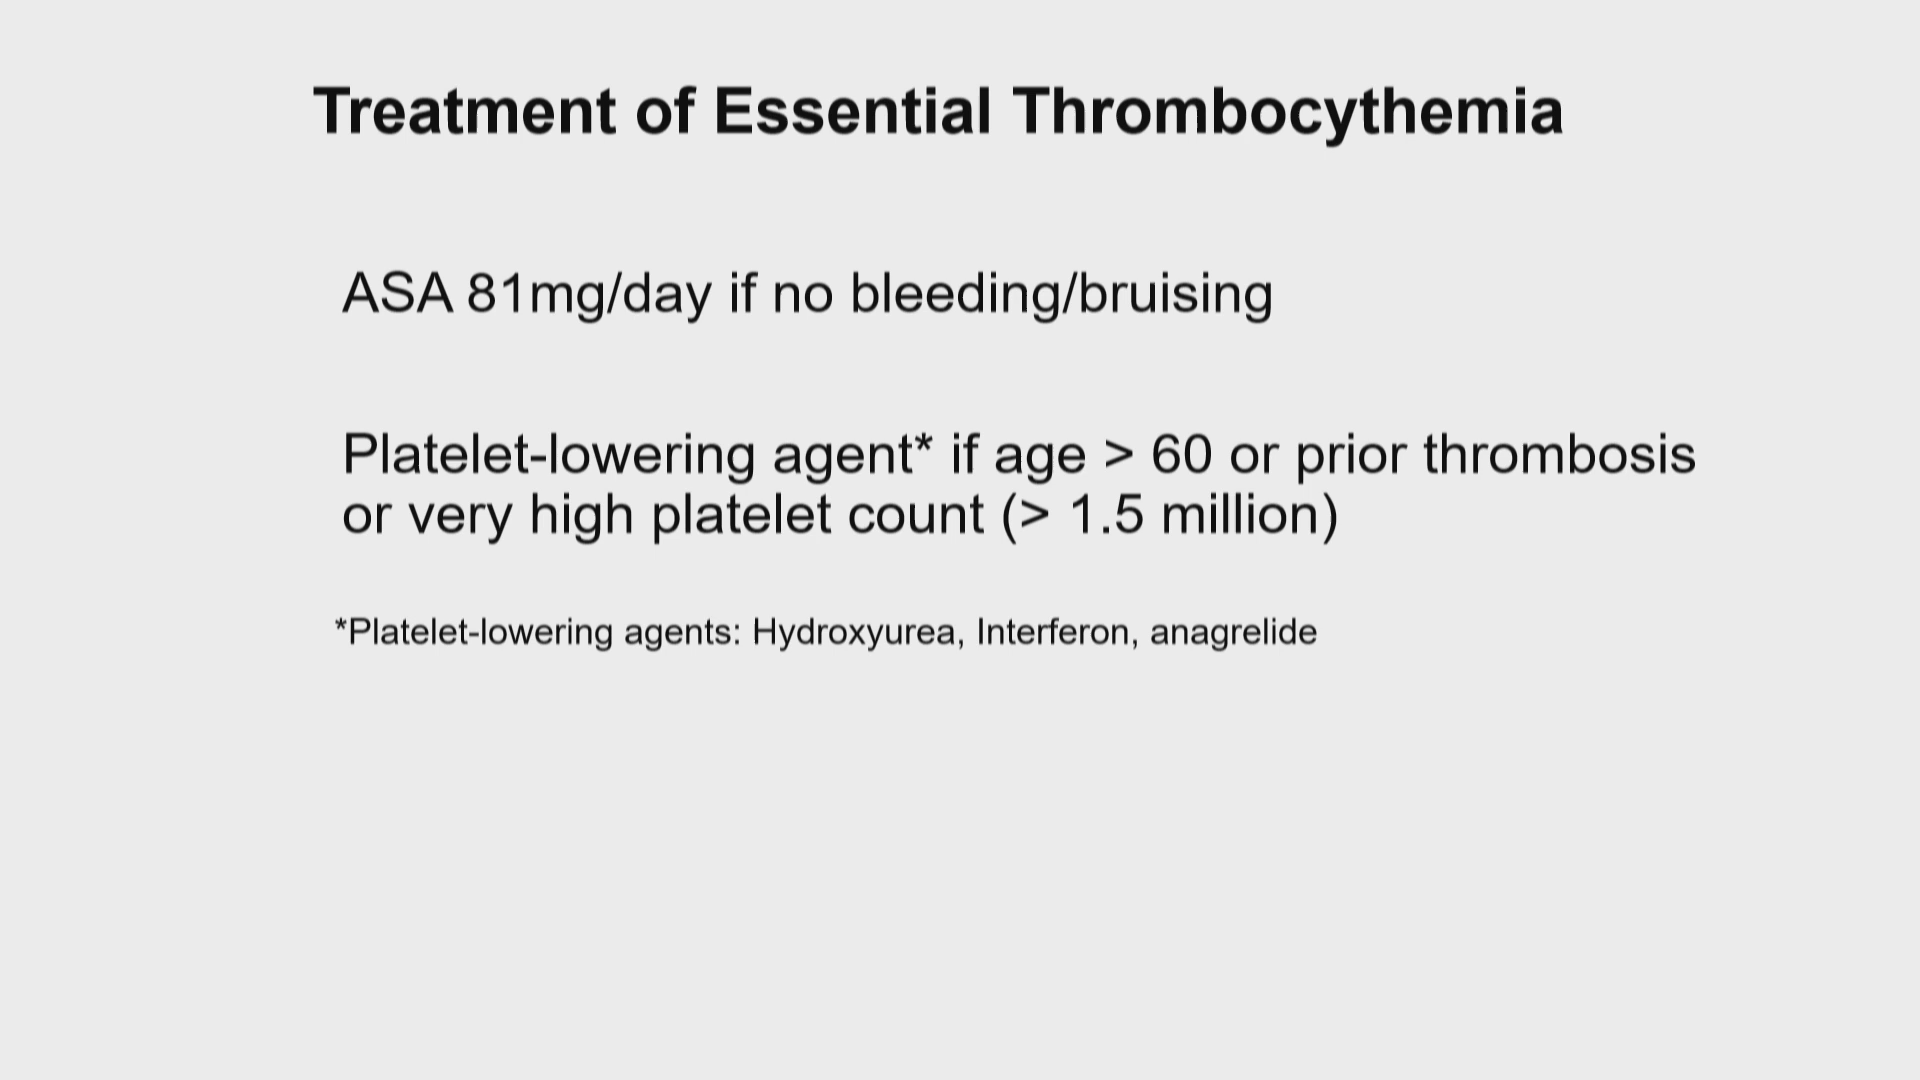 Treatment of Essential Thrombocythemia
ASA 81mg/day if no bleeding/bruising
Platelet-lowering agent* if age > 60 or prior thrombosis
or very high platelet count (> 1.5 million)
*Platelet-lowering agents: Hydroxyurea, Interferon, anagrelide